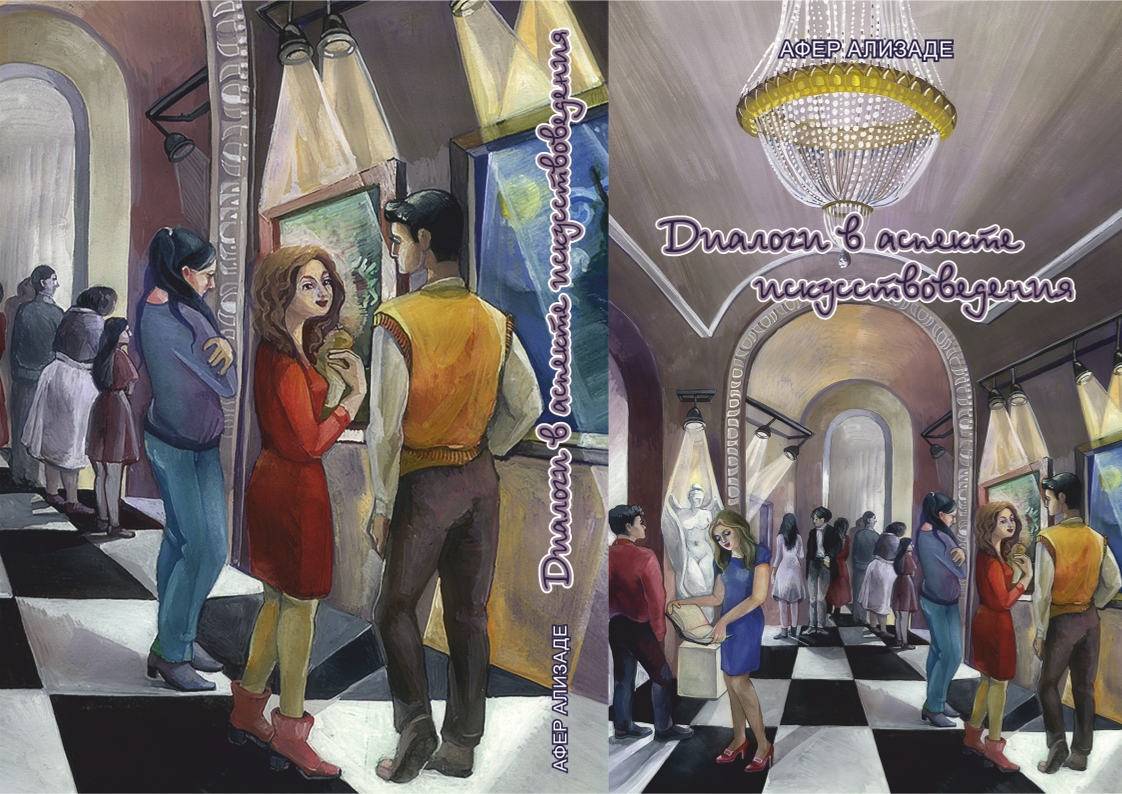 Диалоги в аспекте искусствоведения
АФЕР АЛИЗАДЕ
АФЕР АЛИЗАДЕ
Диалоги в аспекте
искусствоведения